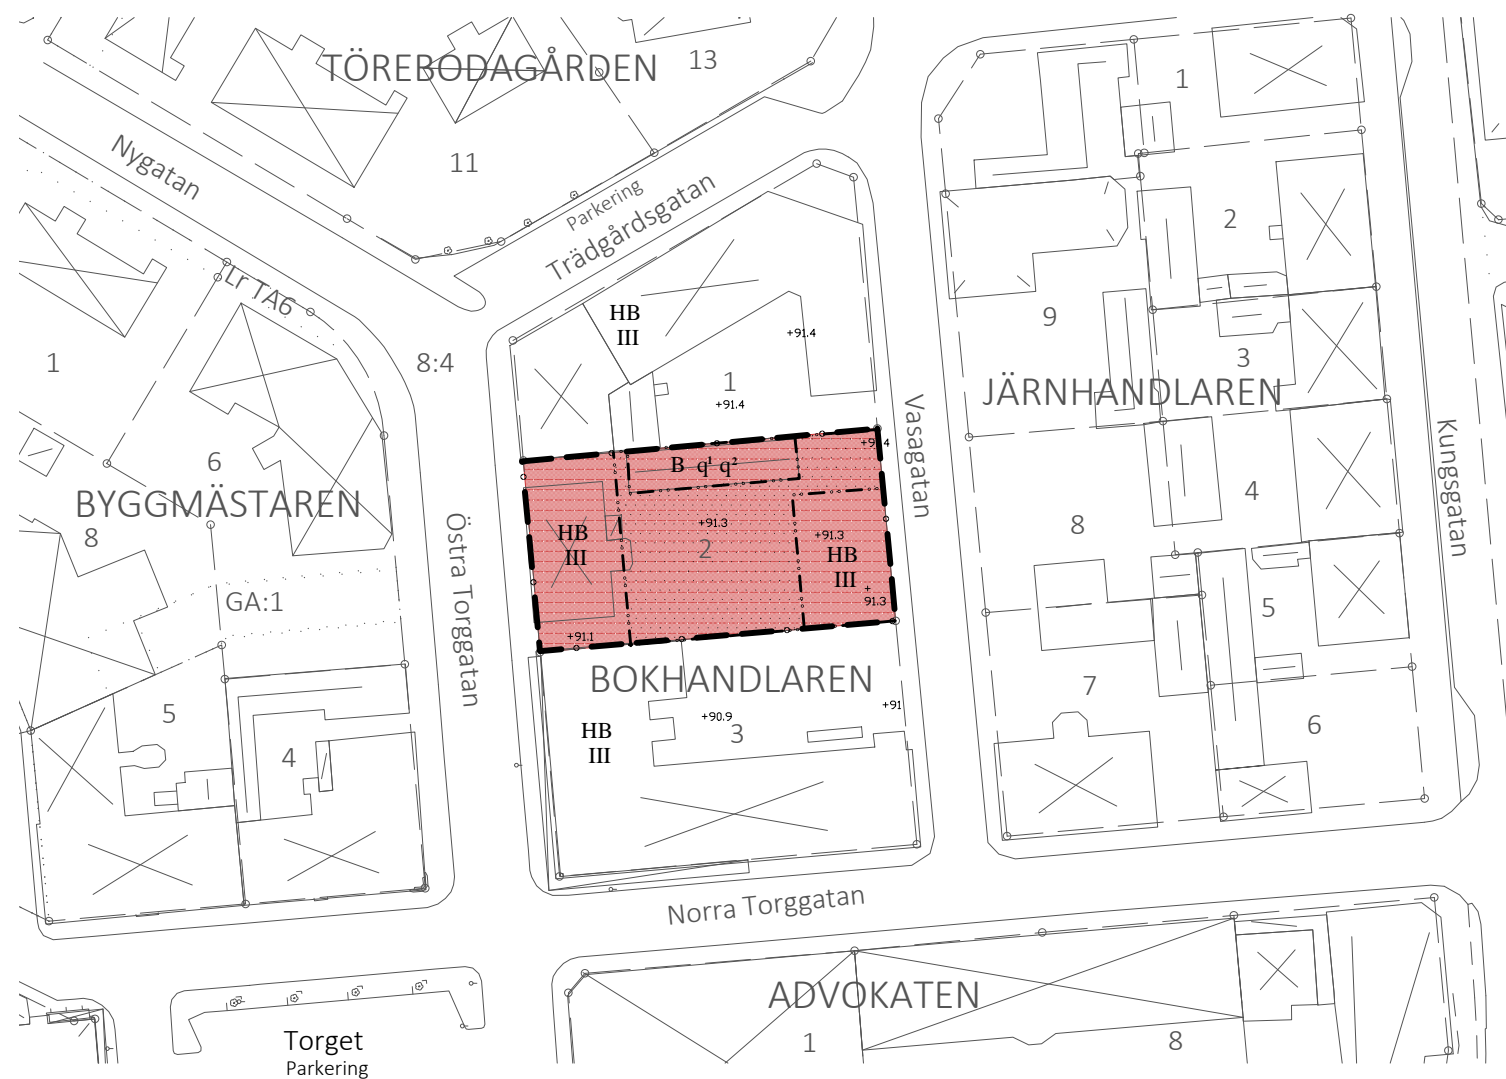 TÖREBODAGÅRDEN
13
1
Nygatan
11
Parkering
Trädgårdsgatan
2
Lr TA6
HB
III
9
1
8:4
+91.4
3
1
JÄRNHANDLAREN
+91.4
Vasagatan
Kungsgatan
6
B q¹ q²
BYGGMÄSTAREN
4
8
Östra Torggatan
HB
III
+91.3
2
+91.3
HB
III
8
+
91.3
GA:1
5
+91.1
BOKHANDLAREN
7
5
+90.9
+91
HB
III
3
6
4
Norra Torggatan
ADVOKATEN
Torget
Parkering
1
8